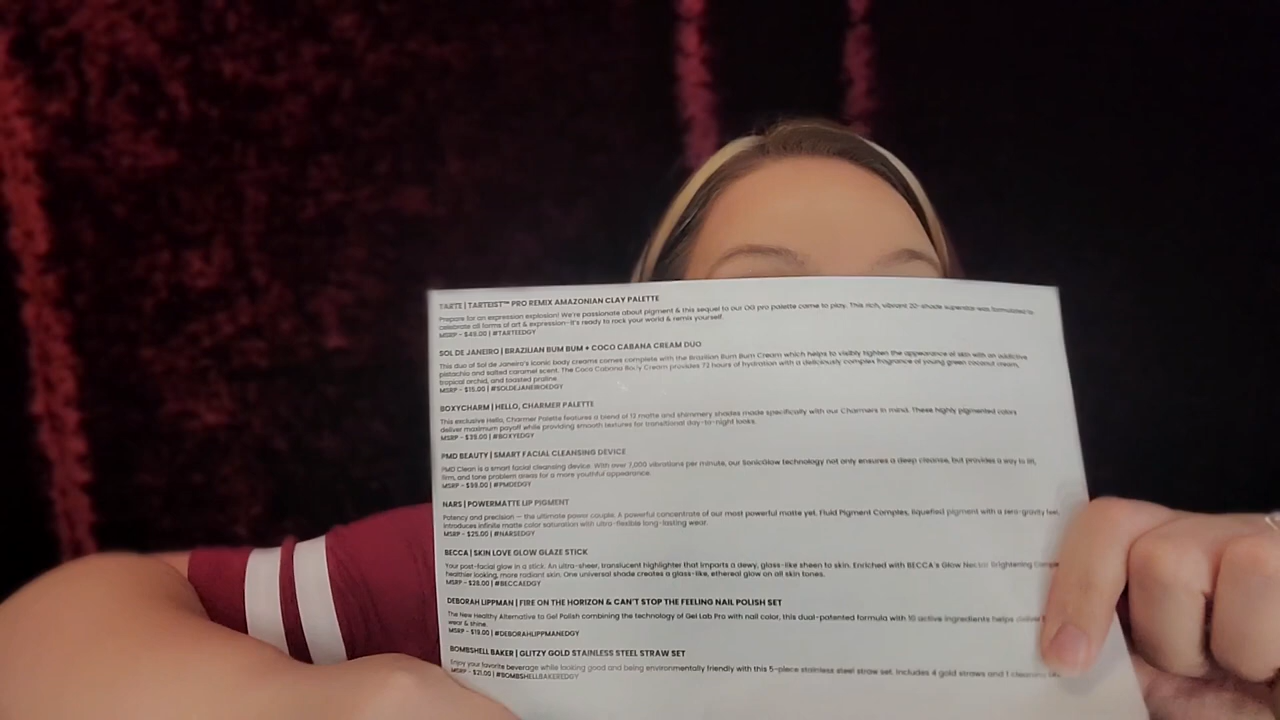 TARTE | TARTEIST™ PRO REMIX AMAZONIAN CLAY PALETTE
Prepare for an expression explosion! We're passionate about pigment & this sequel to our OG pro palette came to play. This rich, vibrant 20-shade superstar was formulated to
celebrate all forms of art & expression-it's ready to rock your world & remix yourself.
MSRP - $49.00 | #TARTEEDGY
SOL DE JANEIRO | BRAZILIAN BUM BUM + COCO CABANA CREAM DUO
This duo of Sol de Janeiro's iconic body creams comes complete with the Brazilian Bum Bum Cream which helps to visibly tighten the appearance of skin with an addictive
pistachio and salted caramel scent. The Coco Cabana Body Cream provides 72 hours of hydration with a deliciously complex fragrance of young green coconut cream,
tropical orchid, and toasted praline.
MSRP - $15.00 | #SOLDEJANEIROEDGY
BOXYCHARM | HELLO, CHARMER PALETTE
This exclusive Hello, Charmer Palette features a blend of 12 matte and shimmery shades made specifically with our Charmers in mind. These highly pigmented colors
deliver maximum payoff while providing smooth textures for transitional day-to-night looks.
MSRP - $39.00 | #BOXYEDGY
PMD BEAUTY | SMART FACIAL CLEANSING DEVICE
PMD Clean is a smart facial cleansing device. With over 7,000 vibrations per minute, our SonicGlow technology not only ensures a deep cleanse, but provides a way to lift,
firm, and tone problem areas for a more youthful appearance.
MSRP - $99.00 | #PMDEDGY
NARS | POWERMATTE LIP PIGMENT
Potency and precision — the ultimate power couple. A powerful concentrate of our most powerful matte yet. Fluid Pigment Complex, liquefied pigment with a zero-gravity feel,
introduces infinite matte color saturation with ultra-flexible long-lasting wear.
MSRP - $25.00 | #NARSEDGY
BECCA | SKIN LOVE GLOW GLAZE STICK
Your post-facial glow in a stick. An ultra-sheer, translucent highlighter that imparts a dewy, glass-like sheen to skin. Enriched with BECCA's Glow Nectar Brightening
healthier looking, more radiant skin. One universal shade creates a glass-like, ethereal glow on all skin tones.
MSRP - $28.00 | #BECCAEDGY
DEBORAH LIPPMAN | FIRE ON THE HORIZON & CAN'T STOP THE FEELING NAIL POLISH SET
The New Healthy Alternative to Gel Polish combining the technology of Gel Lab Pro with nail color, this dual-patented formula with 10 active ingredients helps deliver
wear & shine.
MSRP - $19.00 | #DEBORAHLIPPMANEDGY
BOMBSHELL BAKER | GLITZY GOLD STAINLESS STEEL STRAW SET
Enjoy your favorite beverage while looking good and being environmentally friendly with this 5-piece stainless steel straw set. Includes 4 gold straws and 1 cleaning
MSRP - $21.00 | #BOMBSHELLBAKEREDGY